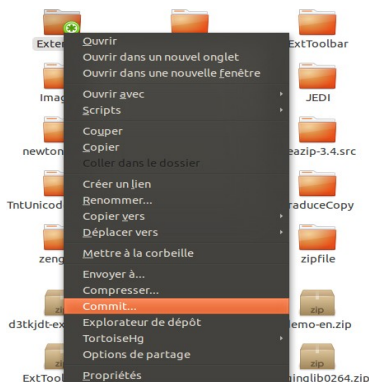 Exter
Ouvrir
ExtToolbar
Ouvrir dans un nouvel onglet
Ouvrir dans une nouvelle fenêtre
Imag
Ouvrir avec
JEDI
Scripts
Couper
newton
Copier
eazip-3.4.src
Coller dans le dossier
Créer un lien
TntUnicod
Renommer...
raduceCopy
Copier vers
Déplacer vers
zeng
Mettre à la corbeille
zipfile
Envoyer à...
Compresser...
zip
Commit...
zip
d3tkjdt-ex
Explorateur de dépôt
emo-en.zip
TortoiseHg
Options de partage
zip
zip
ExtTool
Propriétés
inglib0264.zip